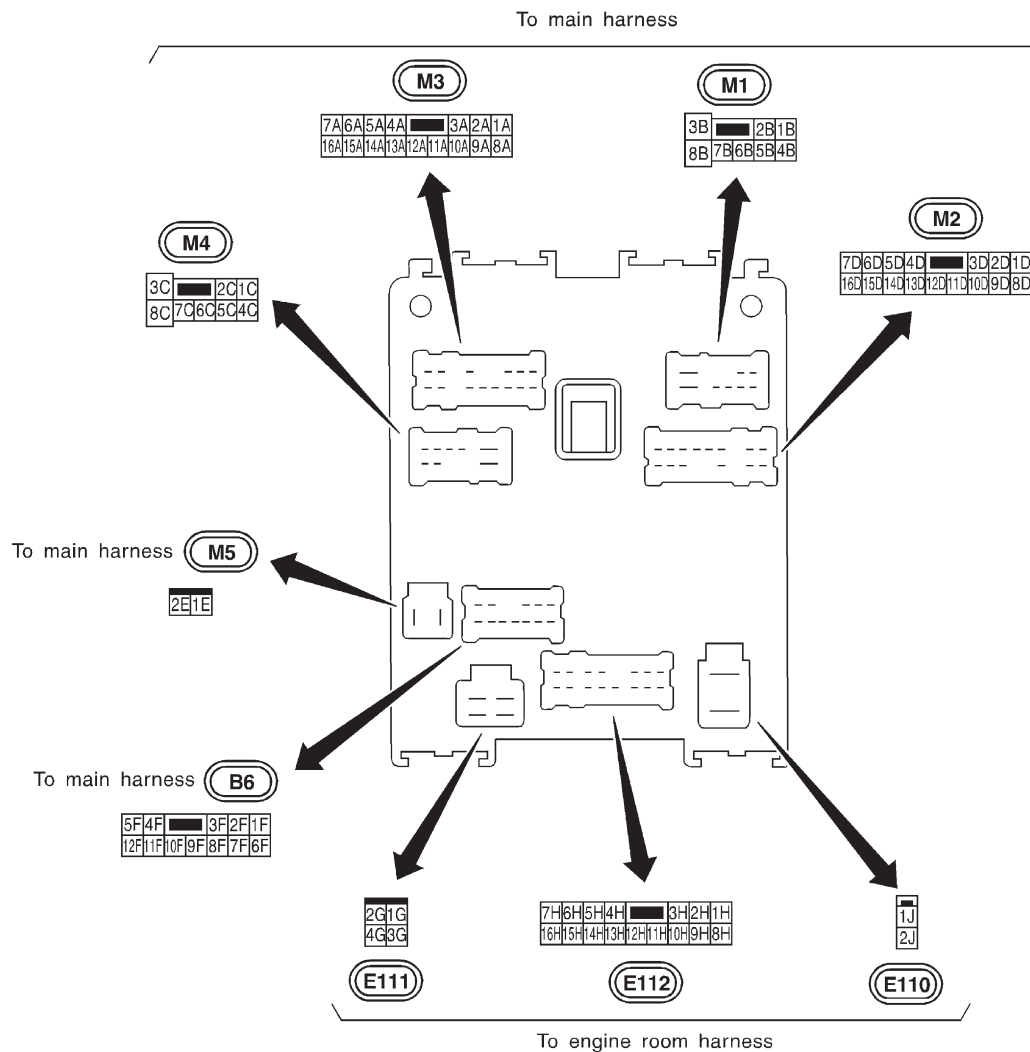 To main harness
M3
7A 6A 5A 4A 3A 2A 1A
16A 15A 14A 13A 12A 11A 10A 9A 8A
M1
3B 2B 1B
8B 7B 6B 5B 4B
M4
3C 2C 1C
8C 7C 6C 5C 4C
M2
7D 6D 5D 4D 3D 2D 1D
16D 15D 14D 13D 12D 11D 10D 9D 8D
To main harness M5
2E 1E
To main harness B6
5F 4F 3F 2F 1F
12F 11F 10F 9F 8F 7F 6F
2G 1G
4G 3G
E111
7H 6H 5H 4H 3H 2H 1H
16H 15H 14H 13H 12H 11H 10H 9H 8H
E112
1J
2J
E110
To engine room harness